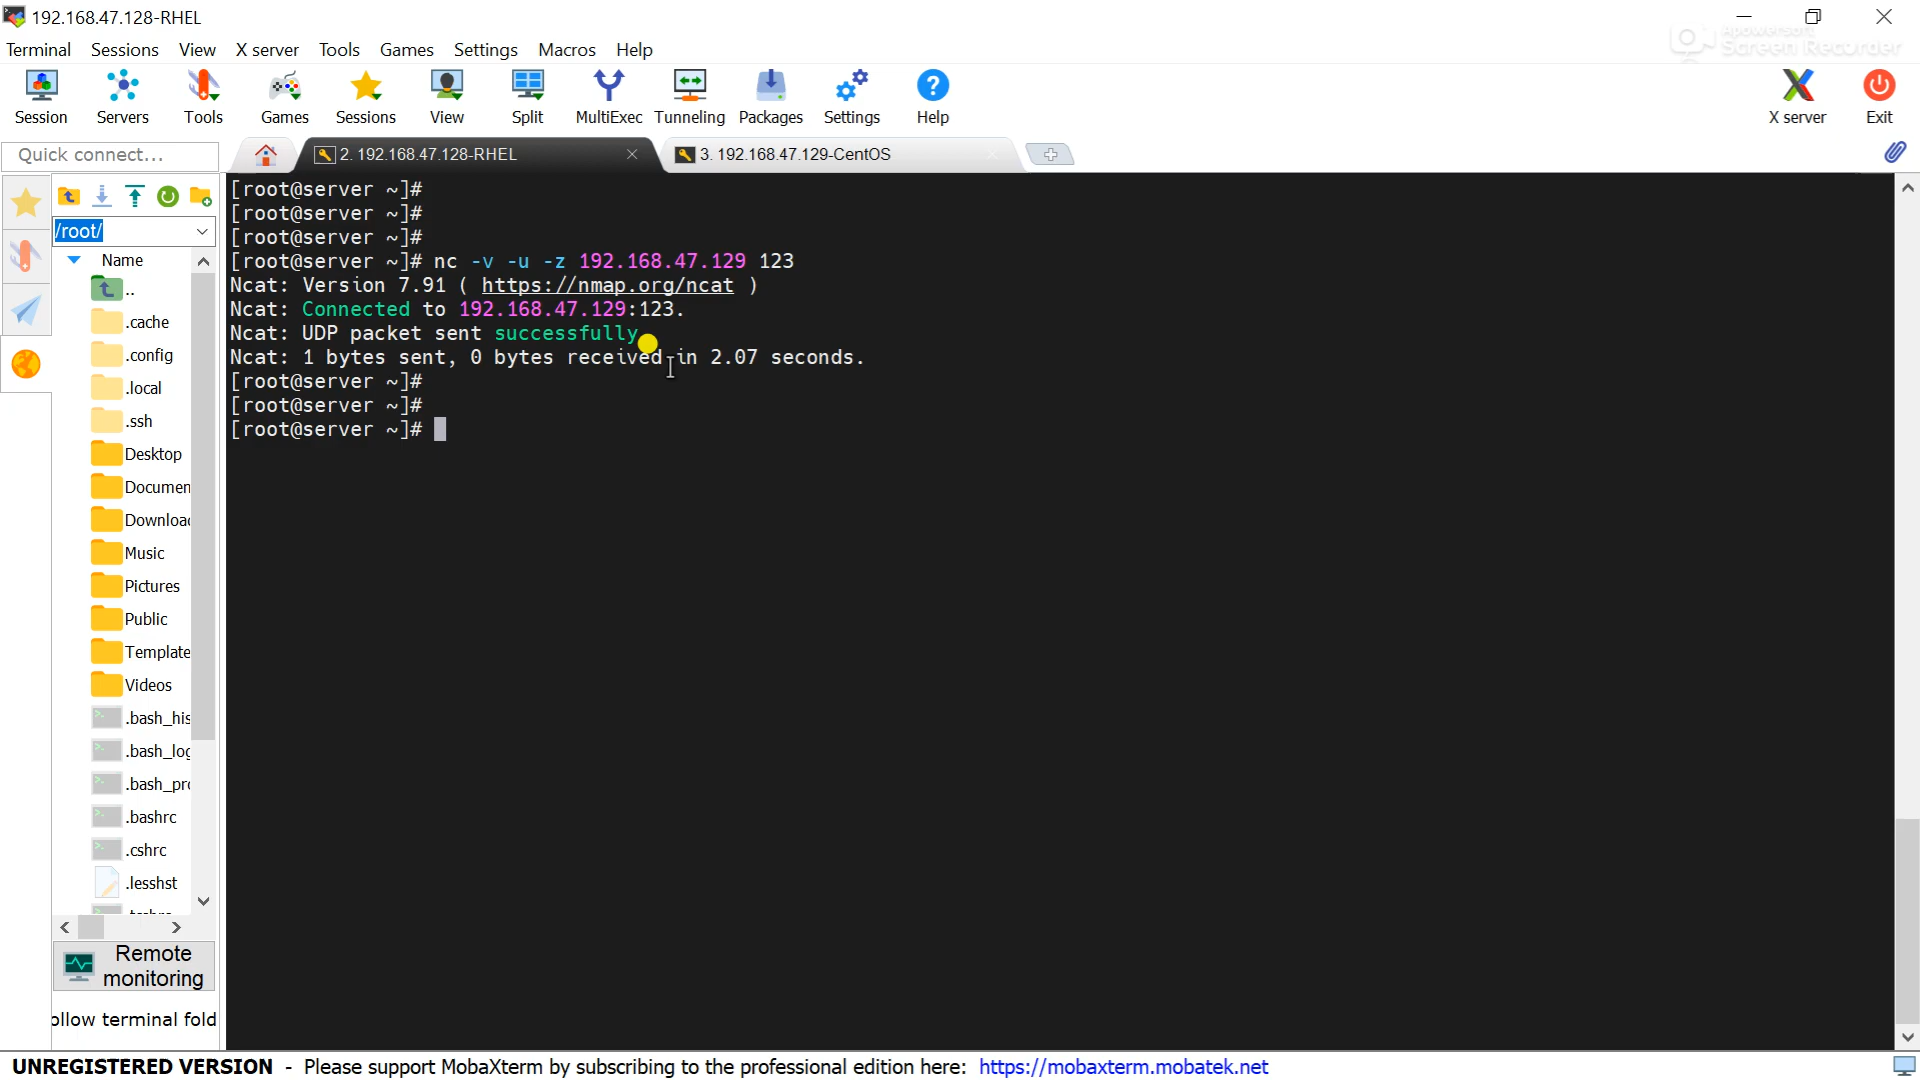 192.168.47.128-RHEL
Terminal Sessions View X server Tools Games Settings Macros Help
Apowersoft
Screen Recorder
Session Servers Tools Games Sessions View Split MultiExec Tunneling Packages Settings Help X server Exit
Quick connect...
2. 192.168.47.128-RHEL
3. 192.168.47.129-CentOS
/root/
Name
..
.cache
.config
.local
.ssh
Desktop
Documen
Downloa
Music
Pictures
Public
Template
Videos
.bash_his
.bash_log
.bash_pro
.bashrc
.cshrc
.lesshst
Remote
monitoring
ollow terminal fold
[root@server ~]#
[root@server ~]#
[root@server ~]#
[root@server ~]# nc -v -u -z 192.168.47.129 123
Ncat: Version 7.91 ( https://nmap.org/ncat )
Ncat: Connected to 192.168.47.129:123.
Ncat: UDP packet sent successfully
Ncat: 1 bytes sent, 0 bytes received in 2.07 seconds.
[root@server ~]#
[root@server ~]#
[root@server ~]#
UNREGISTERED VERSION - Please support MobaXterm by subscribing to the professional edition here: https://mobaxterm.mobatek.net